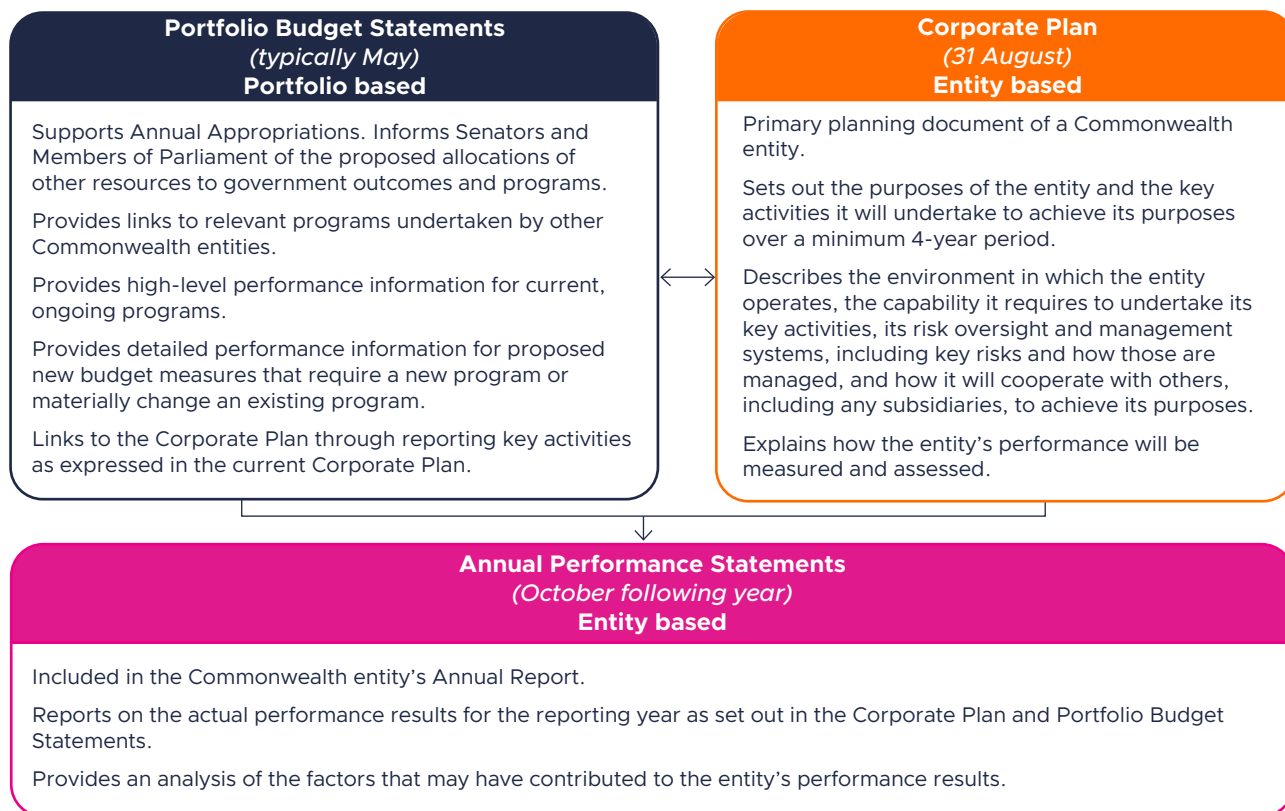 Portfolio Budget Statements
(typically May)
Portfolio based
Supports Annual Appropriations. Informs Senators and
Members of Parliament of the proposed allocations of
other resources to government outcomes and programs.
Provides links to relevant programs undertaken by other
Commonwealth entities.
Provides high-level performance information for current,
ongoing programs.
Provides detailed performance information for proposed
new budget measures that require a new program or
materially change an existing program.
Links to the Corporate Plan through reporting key activities
as expressed in the current Corporate Plan.
Corporate Plan
(31 August)
Entity based
Primary planning document of a Commonwealth
entity.
Sets out the purposes of the entity and the key
activities it will undertake to achieve its purposes
over a minimum 4-year period.
Describes the environment in which the entity
operates, the capability it requires to undertake its
key activities, its risk oversight and management
systems, including key risks and how those are
managed, and how it will cooperate with others,
including any subsidiaries, to achieve its purposes.
Explains how the entity’s performance will be
measured and assessed.
Annual Performance Statements
(October following year)
Entity based
Included in the Commonwealth entity’s Annual Report.
Reports on the actual performance results for the reporting year as set out in the Corporate Plan and Portfolio Budget
Statements.
Provides an analysis of the factors that may have contributed to the entity’s performance results.